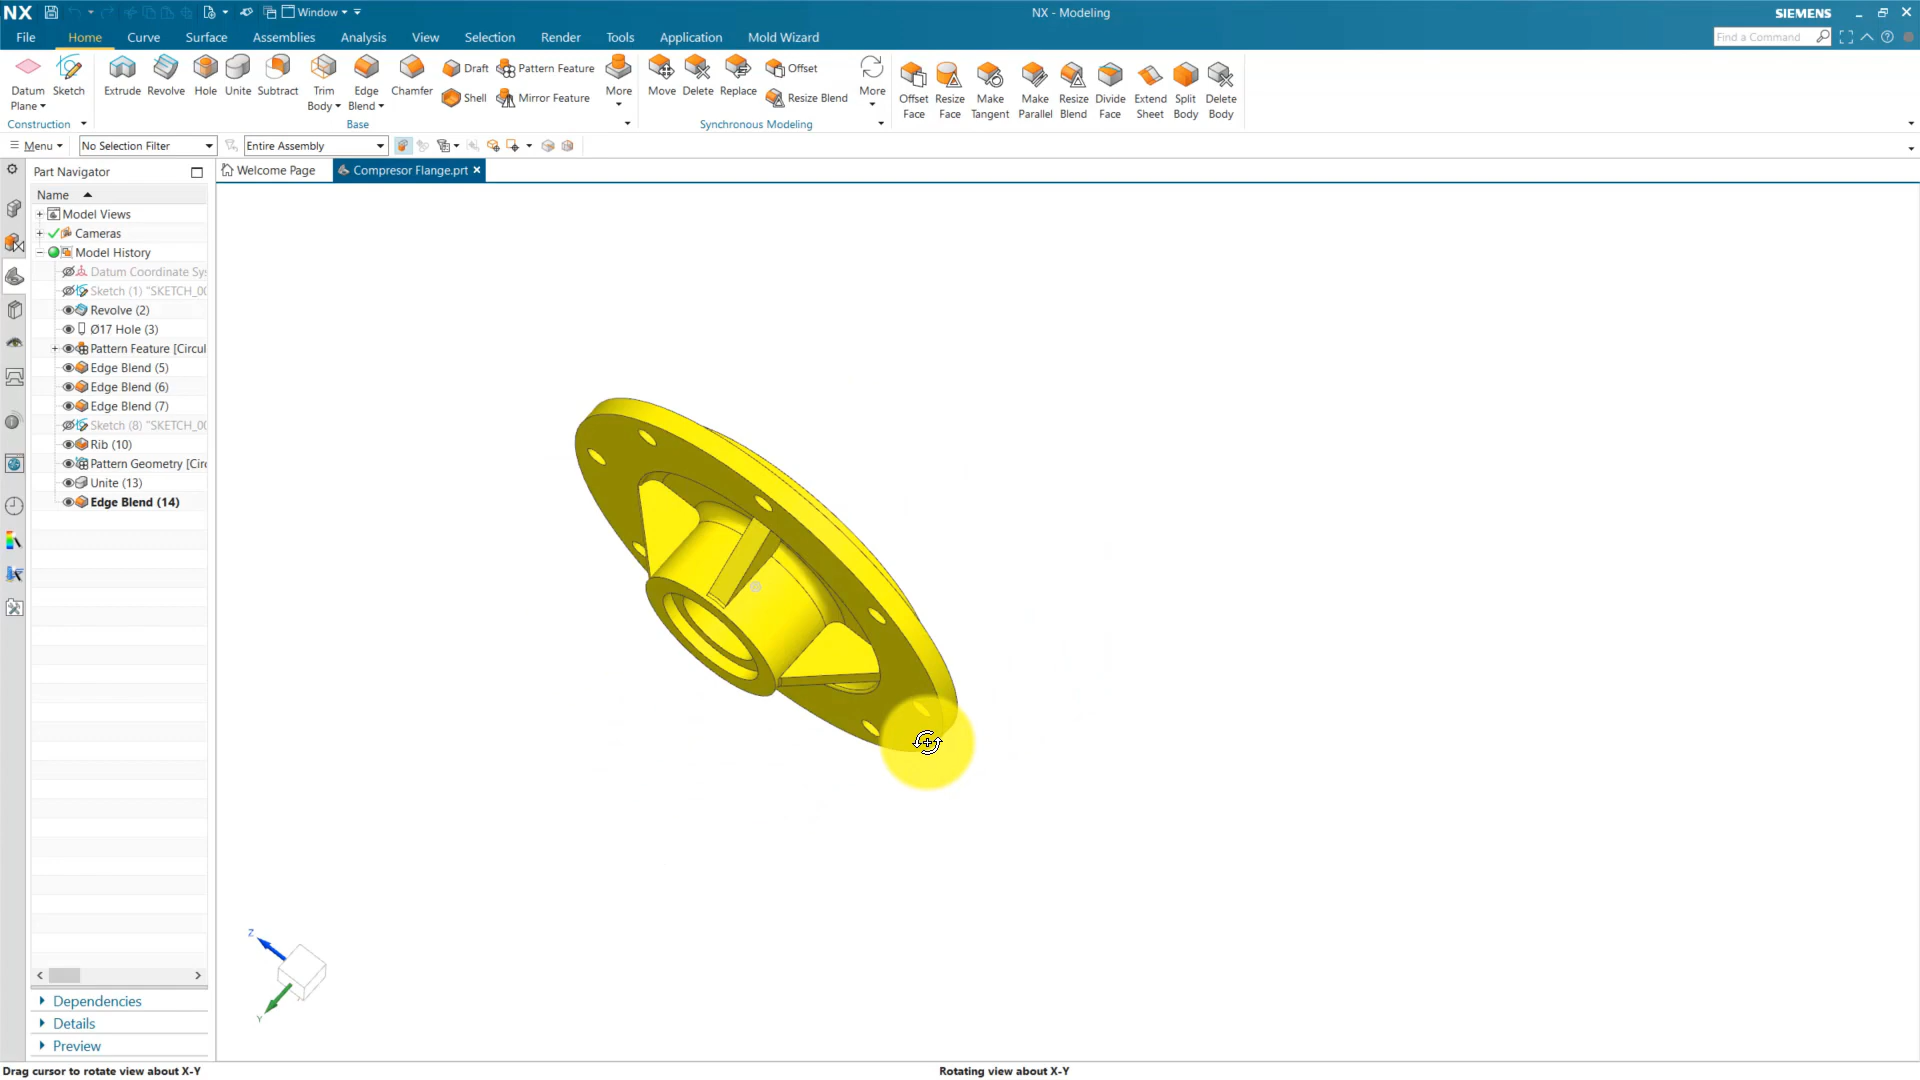 NX
Window
NX - Modeling
SIEMENS
File
Home
Curve
Surface
Assemblies
Analysis
View
Selection
Render
Tools
Application
Mold Wizard
Find a Command
Datum
Plane
Sketch
Extrude
Revolve
Hole
Unite
Subtract
Trim
Body
Edge
Blend
Chamfer
Draft
Shell
Pattern Feature
Mirror Feature
More
Move
Delete
Replace
Offset
Resize Blend
More
Offset
Face
Resize
Face
Make
Tangent
Make
Parallel
Resize
Blend
Divide
Face
Extend
Sheet
Split
Body
Delete
Body
Construction
Base
Synchronous Modeling
Menu
No Selection Filter
Entire Assembly
Part Navigator
Welcome Page
Compresor Flange.prt
Name
Model Views
Cameras
Model History
Datum Coordinate Sy
Sketch (1) "SKETCH_00
Revolve (2)
Ø17 Hole (3)
Pattern Feature [Circul
Edge Blend (5)
Edge Blend (6)
Edge Blend (7)
Sketch (8) "SKETCH_00
Rib (10)
Pattern Geometry [Circ
Unite (13)
Edge Blend (14)
Z
Y
Dependencies
Details
Preview
Drag cursor to rotate view about X-Y
Rotating view about X-Y